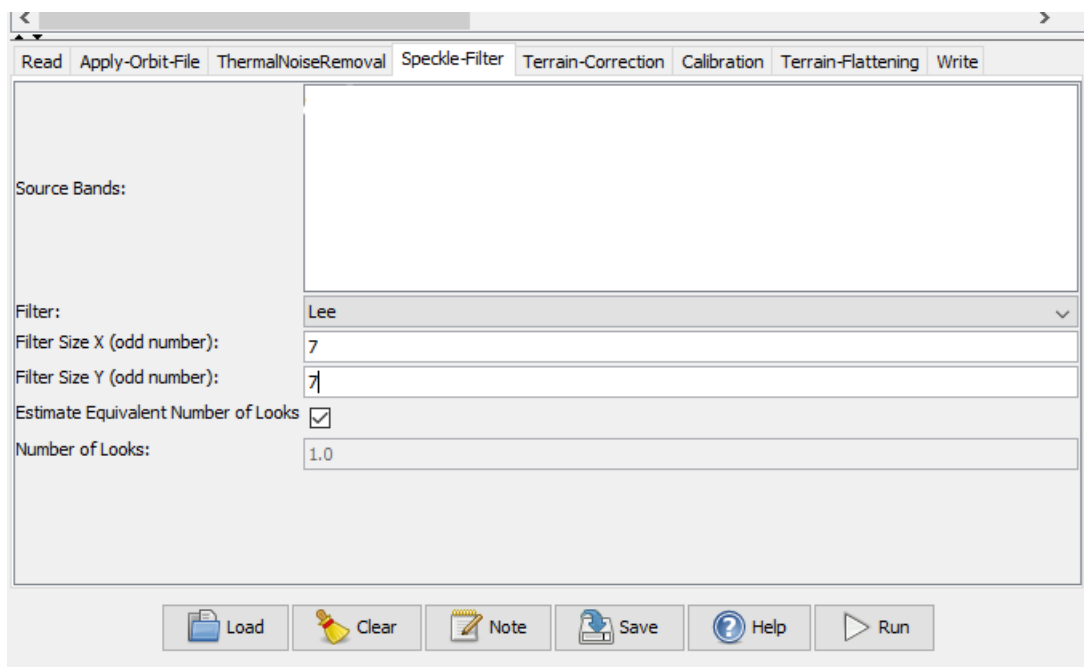 Read Apply-Orbit-File ThermalNoiseRemoval Speckle-Filter Terrain-Correction Calibration Terrain-Flattening Write
Source Bands:
Filter: Lee
Filter Size X (odd number): 7
Filter Size Y (odd number): 7
Estimate Equivalent Number of Looks
Number of Looks: 1.0
Load Clear Note Save Help Run